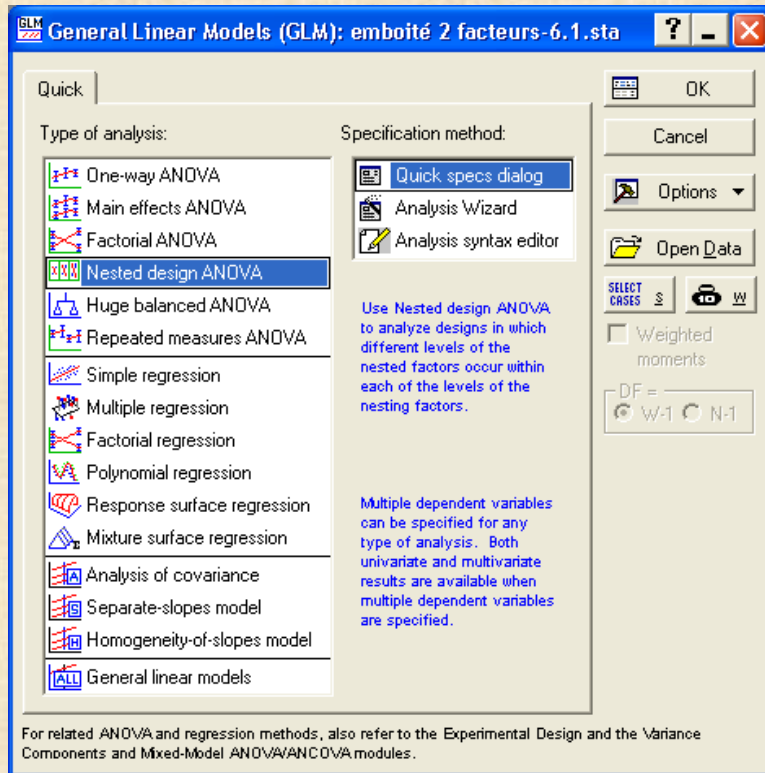 GLM General Linear Models (GLM): emboité 2 facteurs-6.1.sta
Quick
Type of analysis:
One-way ANOVA
Main effects ANOVA
Factorial ANOVA
Nested design ANOVA
Huge balanced ANOVA
Repeated measures ANOVA
Simple regression
Multiple regression
Factorial regression
Polynomial regression
Response surface regression
Mixture surface regression
Analysis of covariance
Separate-slopes model
Homogeneity-of-slopes model
ALL General linear models
Specification method:
Quick specs dialog
Analysis Wizard
Analysis syntax editor
Use Nested design ANOVA
to analyze designs in which
different levels of the
nested factors occur within
each of the levels of the
nesting factors.
Multiple dependent variables
can be specified for any
type of analysis. Both
univariate and multivariate
results are available when
multiple dependent variables
are specified.
OK
Cancel
Options
Open Data
SELECT
CASES S
W
Weighted
moments
DF =
W-1 N-1
For related ANOVA and regression methods, also refer to the Experimental Design and the Variance
Components and Mixed-Model ANOVA/ANCOVA modules.